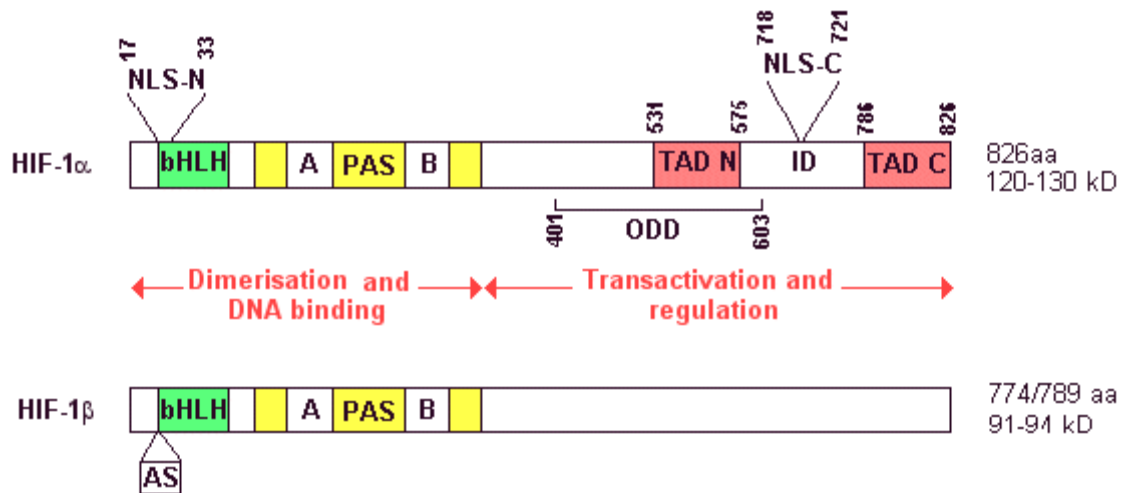 17 33
NLS-N
718 721
NLS-C
531 575 786 826
HIF-1α
bHLH A PAS B TAD N ID TAD C
826aa
120-130 kD
401 ODD 603
Dimerisation and
DNA binding
Transactivation and
regulation
HIF-1β
bHLH A PAS B
774/789 aa
91-94 kD
AS